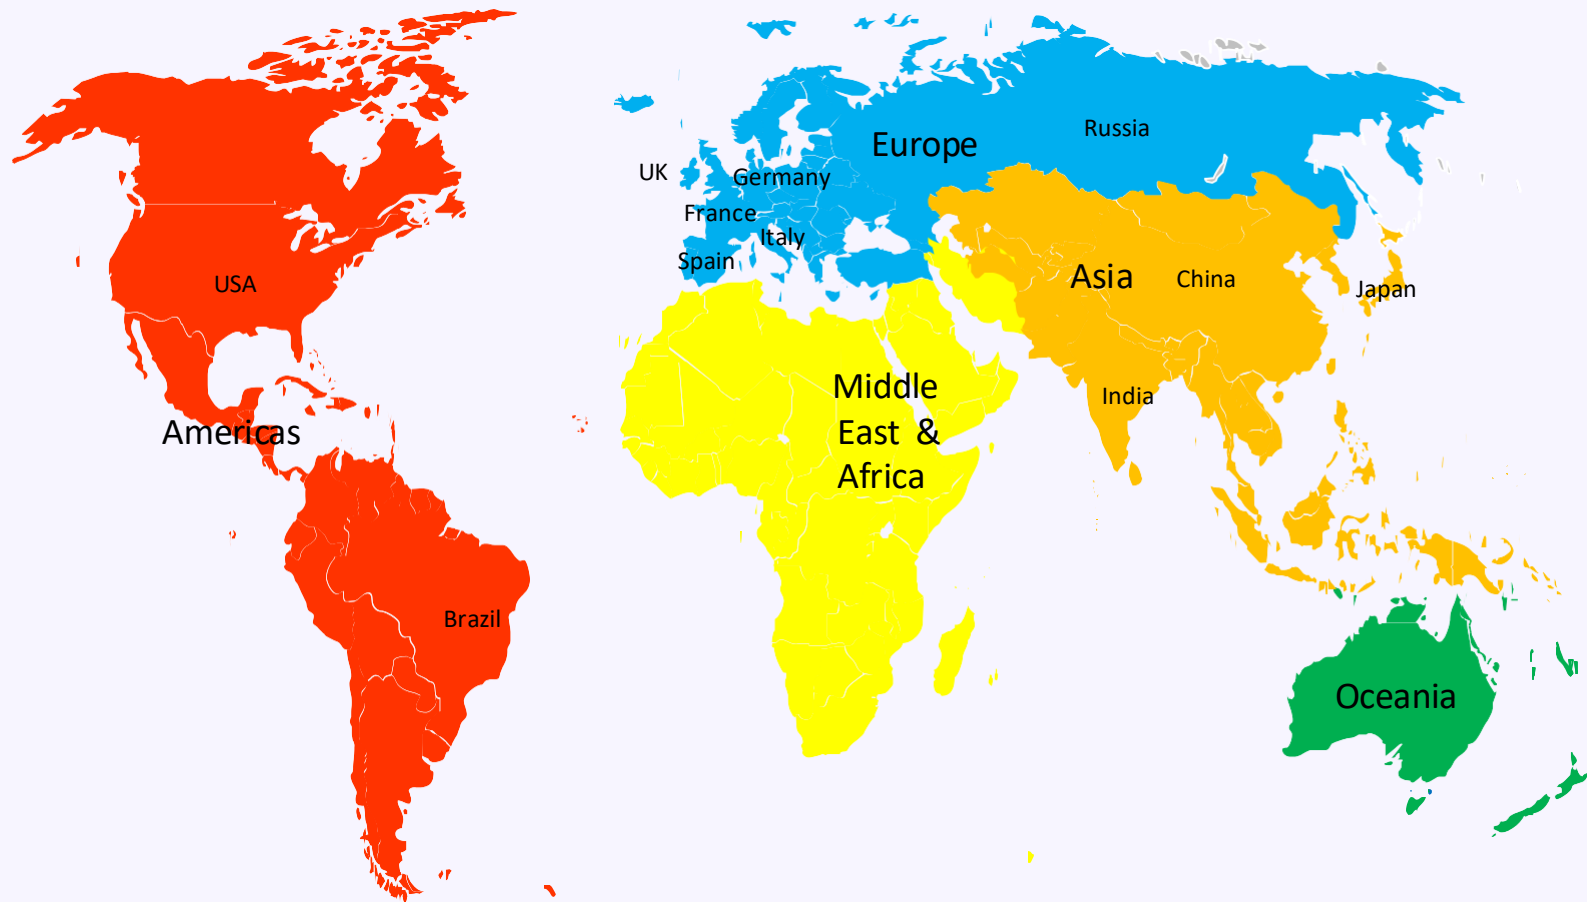 Russia
Europe
UK
Germany
France
Italy
Spain
USA
Asia
China
Japan
Middle
East &
Africa
India
Americas
Brazil
Oceania